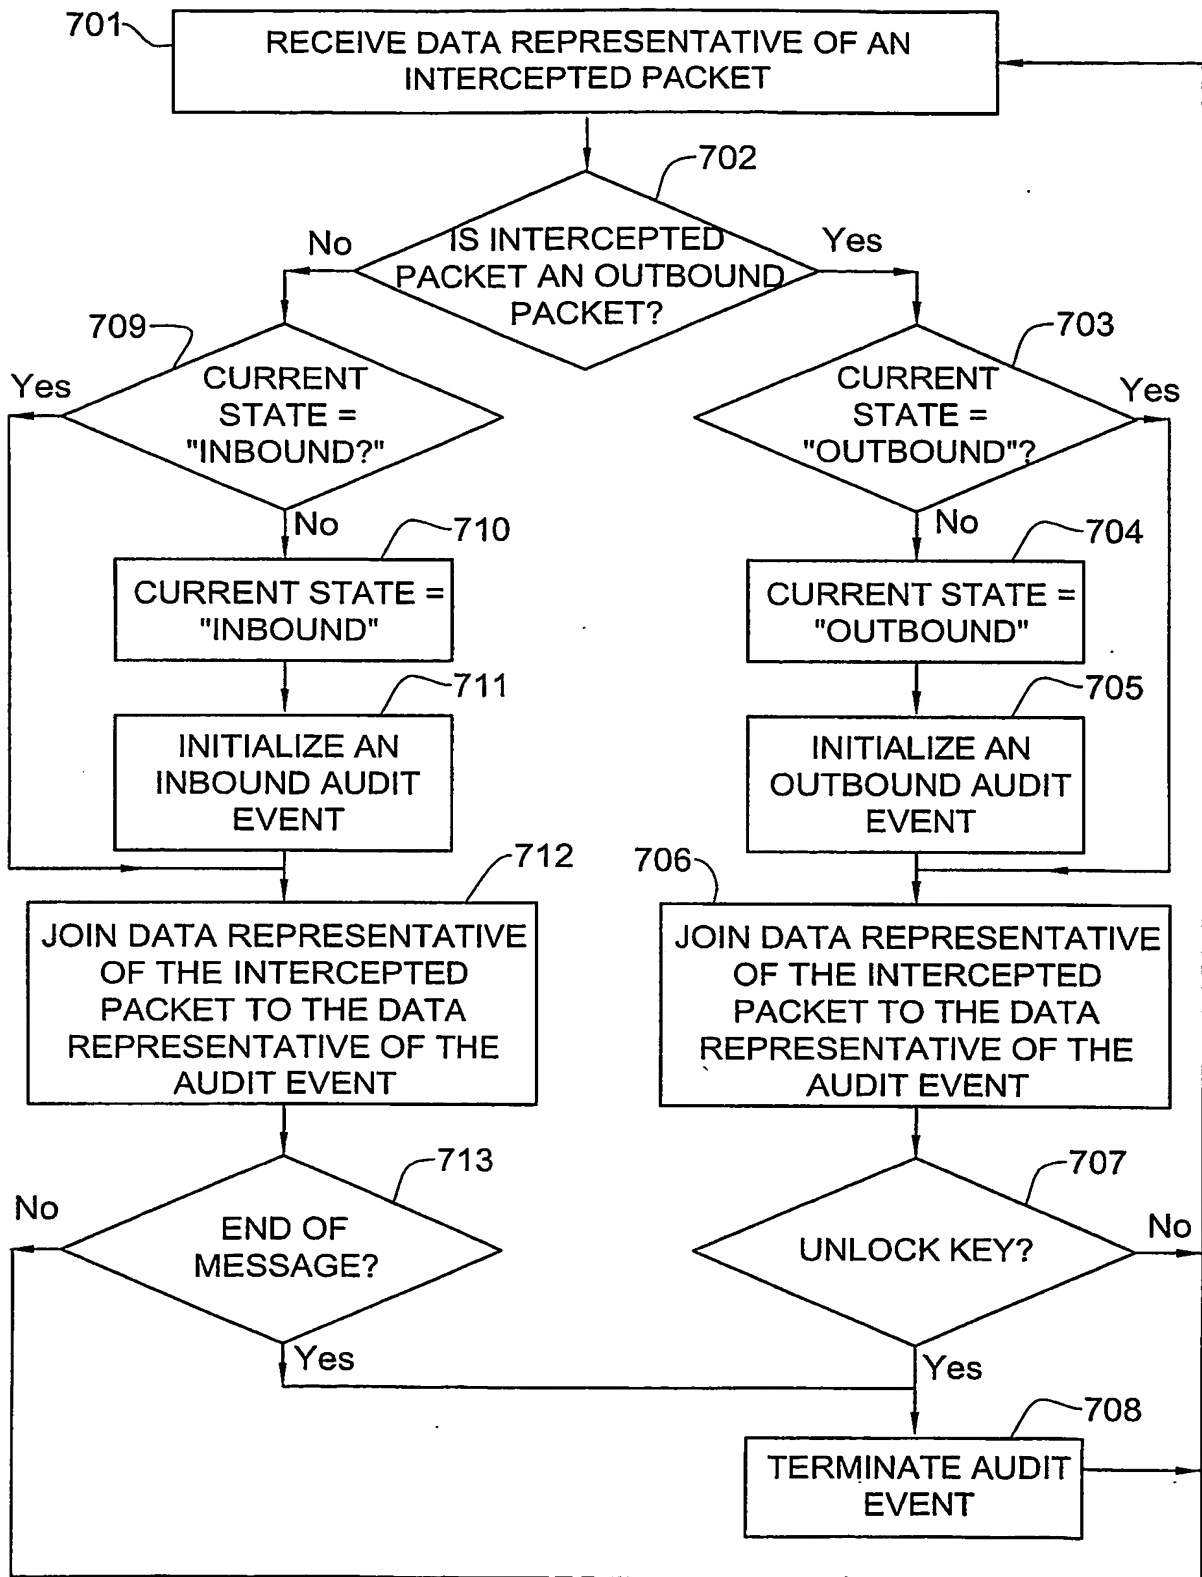 701
RECEIVE DATA REPRESENTATIVE OF AN
INTERCEPTED PACKET
702
No
IS INTERCEPTED
PACKET AN OUTBOUND
PACKET?
Yes
709
Yes
CURRENT
STATE =
"INBOUND?"
No
703
CURRENT
STATE =
"OUTBOUND"?
Yes
No
710
CURRENT STATE =
"INBOUND"
704
CURRENT STATE =
"OUTBOUND"
711
INITIALIZE AN
INBOUND AUDIT
EVENT
705
INITIALIZE AN
OUTBOUND AUDIT
EVENT
712
JOIN DATA REPRESENTATIVE
OF THE INTERCEPTED
PACKET TO THE DATA
REPRESENTATIVE OF THE
AUDIT EVENT
706
JOIN DATA REPRESENTATIVE
OF THE INTERCEPTED
PACKET TO THE DATA
REPRESENTATIVE OF THE
AUDIT EVENT
713
No
END OF
MESSAGE?
Yes
707
UNLOCK KEY?
No
Yes
708
TERMINATE AUDIT
EVENT